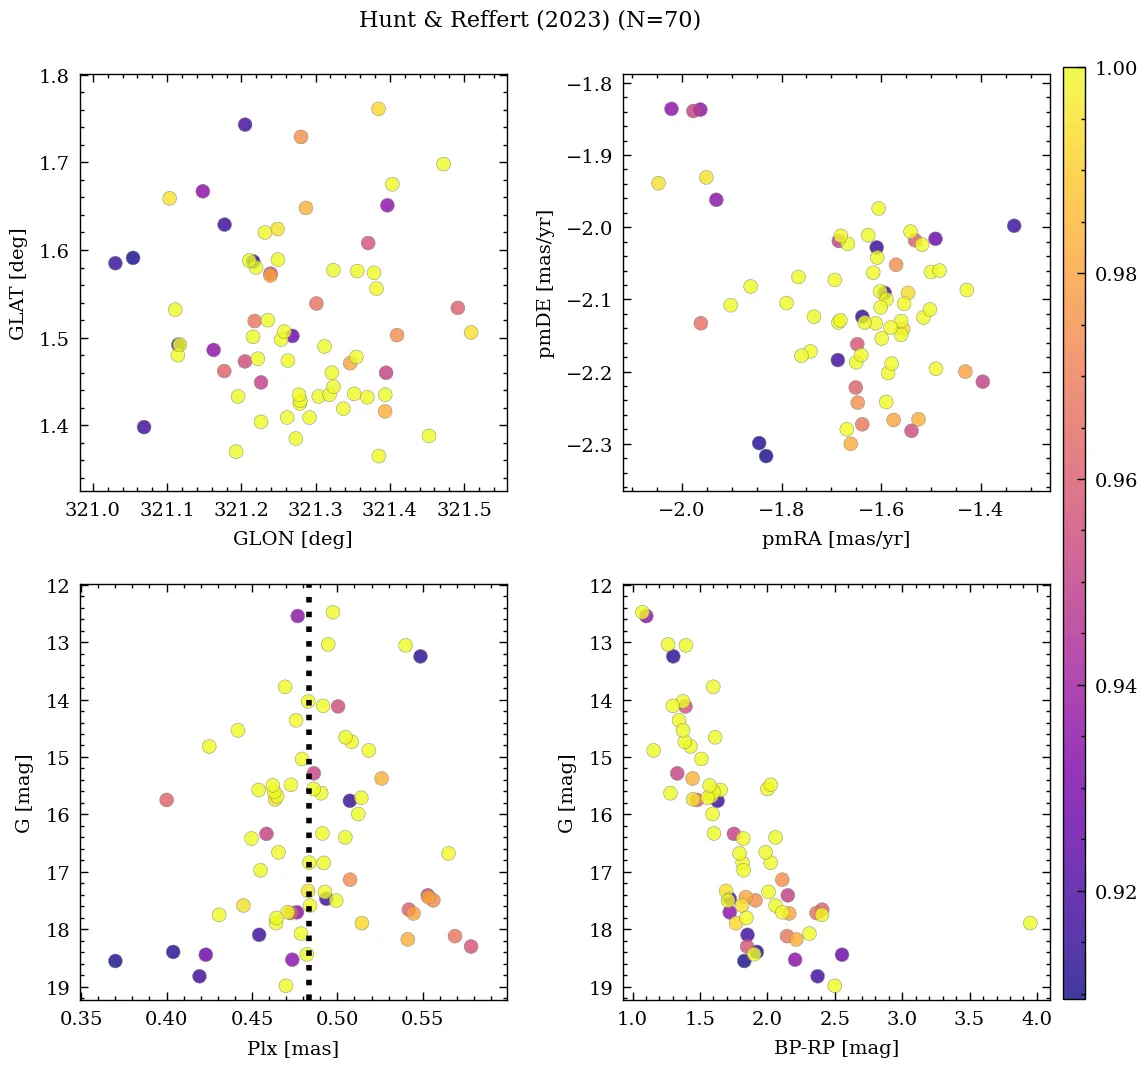 Hunt & Reffert (2023) (N=70)
1.8
1.7
1.6
1.5
1.4
GLAT [deg]
321.0 321.1 321.2 321.3 321.4 321.5
GLON [deg]
−1.8
−1.9
−2.0
−2.1
−2.2
−2.3
pmDE [mas/yr]
−2.0 −1.8 −1.6 −1.4
pmRA [mas/yr]
1.00
0.98
0.96
0.94
0.92
12
13
14
15
16
17
18
19
G [mag]
0.35 0.40 0.45 0.50 0.55
Plx [mas]
12
13
14
15
16
17
18
19
G [mag]
1.0 1.5 2.0 2.5 3.0 3.5 4.0
BP-RP [mag]